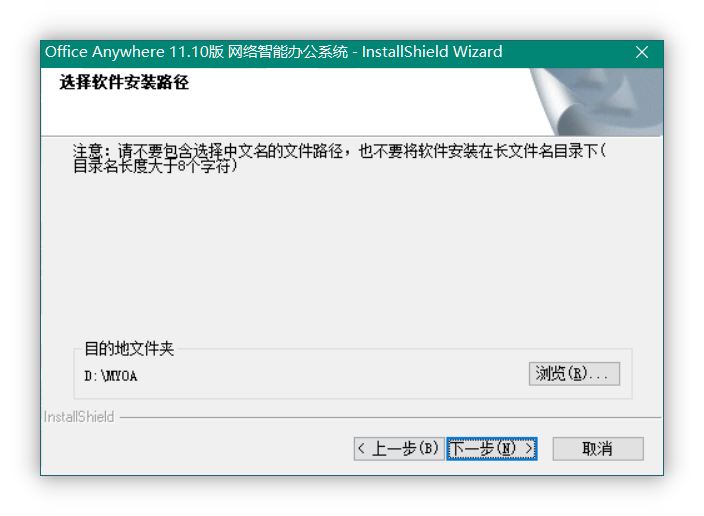 Office Anywhere 11.10版 网络智能办公系统 - InstallShield Wizard
选择软件安装路径
注意：请不要包含选择中文名的文件路径，也不要将软件安装在长文件名目录下(
目录名长度大于8个字符)
目的地文件夹
D:\MYOA
浏览(R)...
InstallShield
< 上一步(B)
下一步(N) >
取消